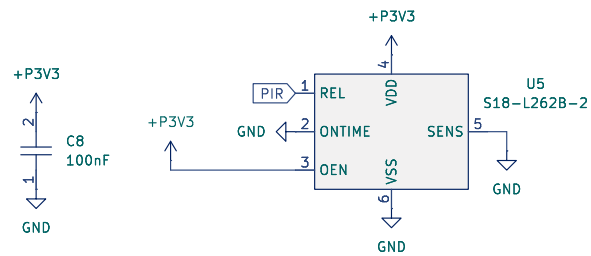 +P3V3
+P3V3
2
C8
100nF
1
GND
+P3V3
4
U5
S18-L262B-2
PIR
1
REL
VDD
GND
2
ONTIME
SENS
5
3
OEN
VSS
GND
6
GND